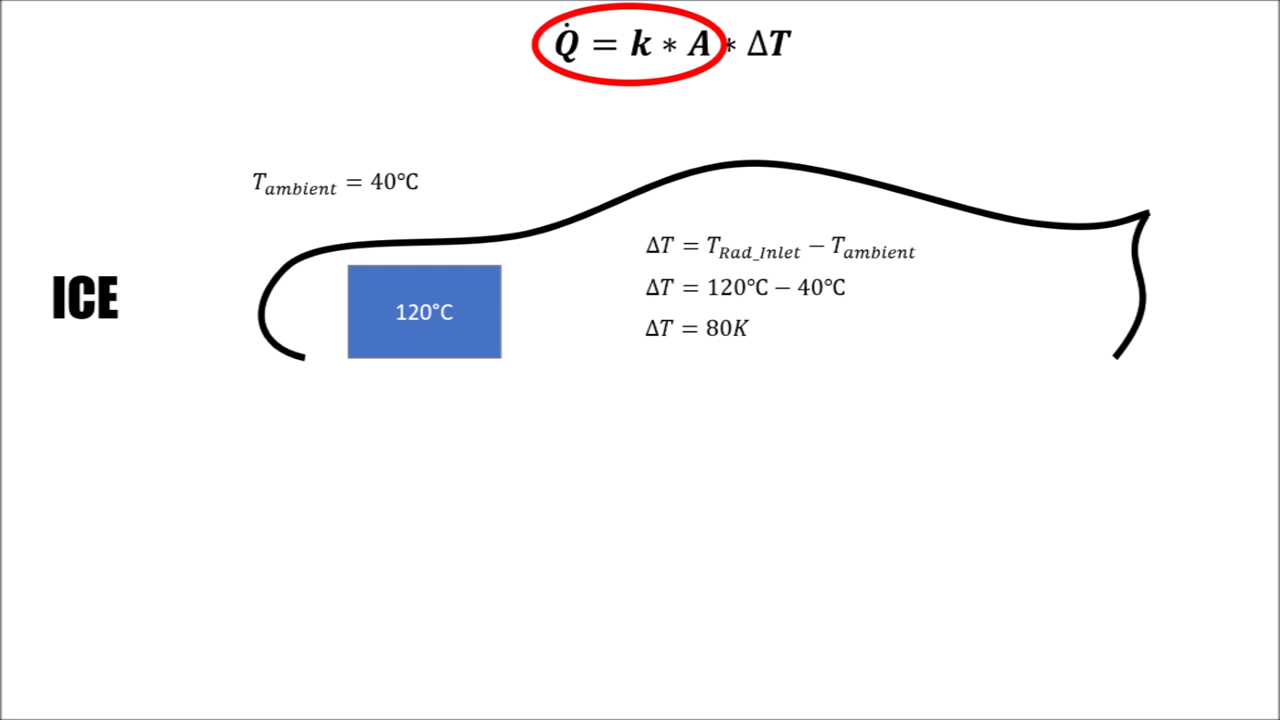 Q̇ = k ∗ A ∗ ΔT
T_ambient = 40°C
ΔT = T_Rad_Inlet − T_ambient
ICE
120°C
ΔT = 120°C − 40°C
ΔT = 80K